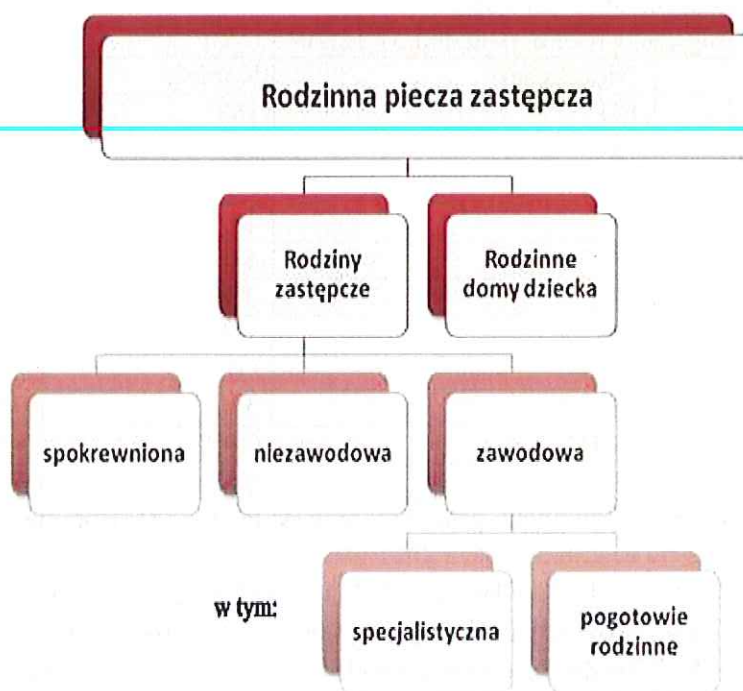 Rodzinna piecza zastępcza
Rodziny
zastępcze
Rodzinne
domy dziecka
spokrewniona
niezawodowa
zawodowa
w tym:
specjalistyczna
pogotowie
rodzinne